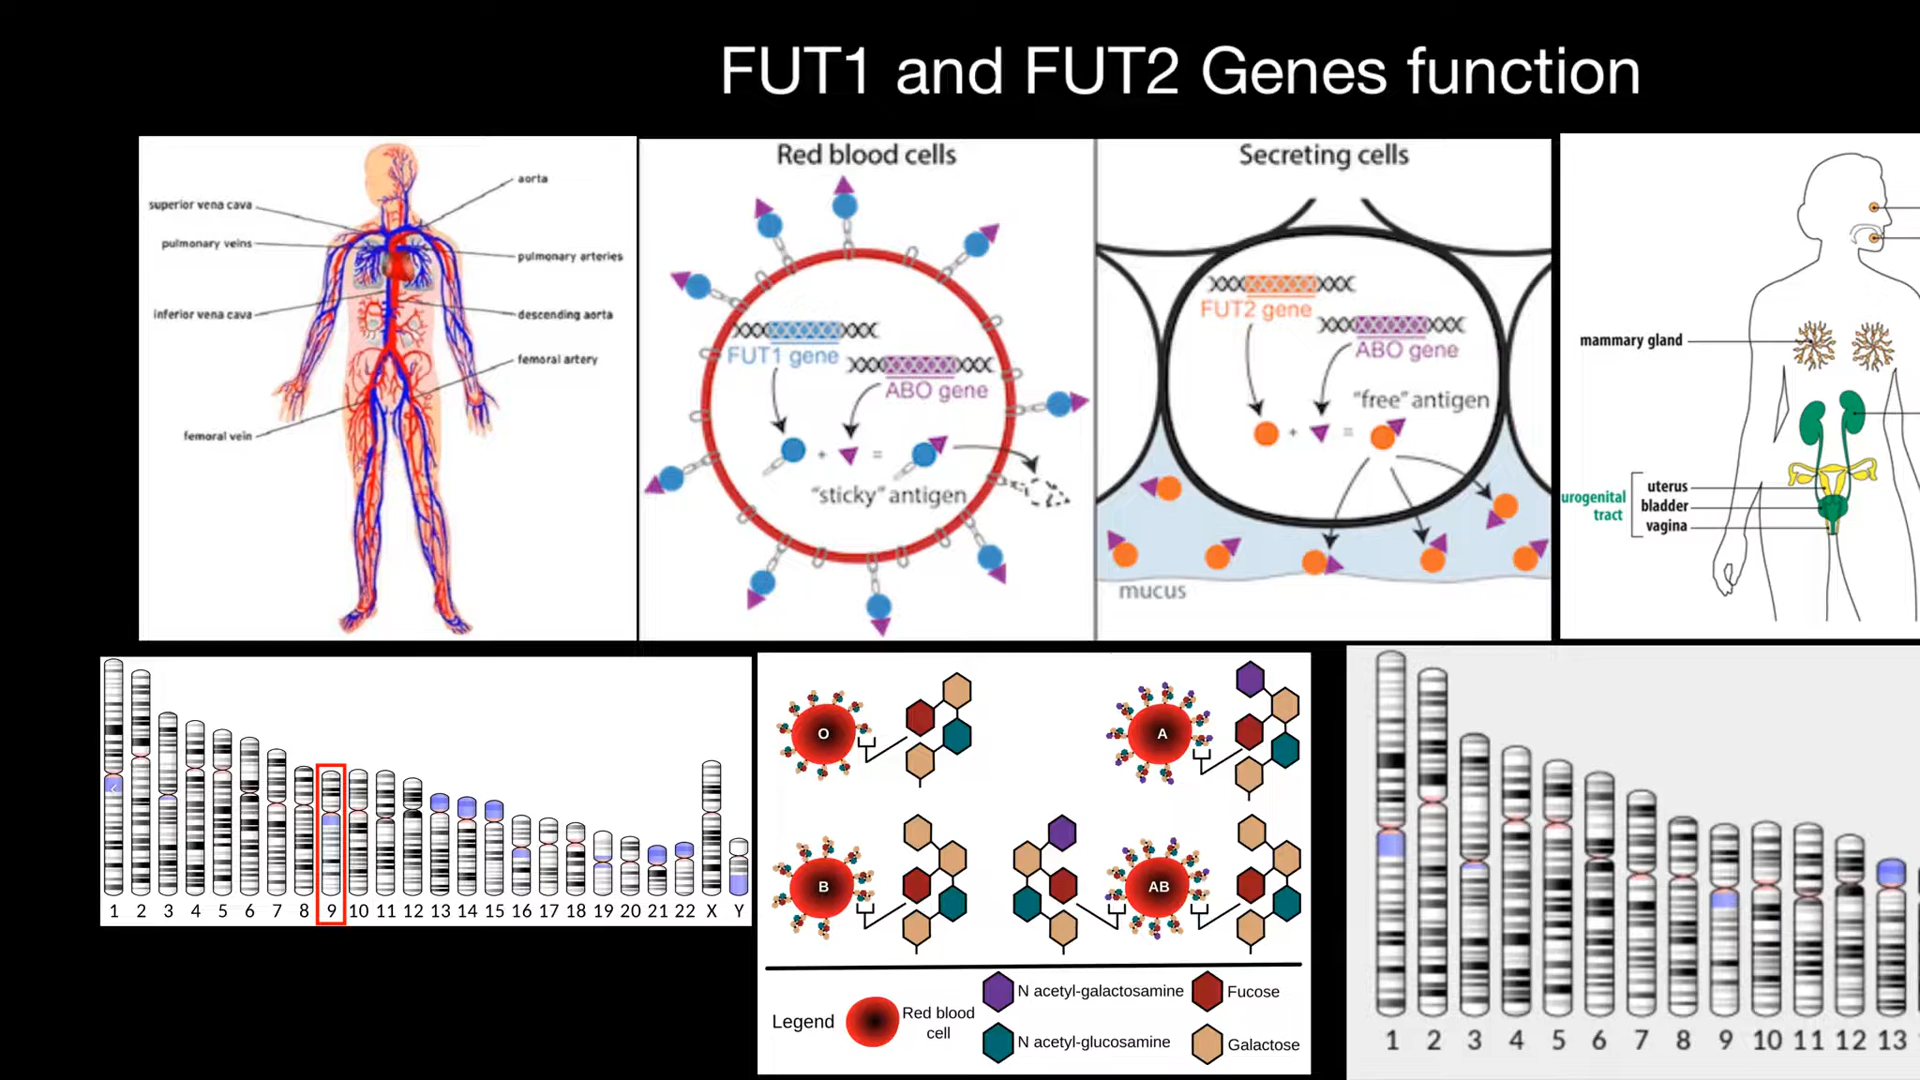 FUT1 and FUT2 Genes function
aorta
superior vena cava
pulmonary veins
pulmonary arteries
inferior vena cava
descending aorta
femoral artery
femoral vein
Red blood cells
FUT1 gene
ABO gene
"sticky" antigen
Secreting cells
FUT2 gene
ABO gene
"free" antigen
mucus
mammary gland
urogenital
tract
uterus
bladder
vagina
1 2 3 4 5 6 7 8 9 10 11 12 13 14 15 16 17 18 19 20 21 22 X Y
O
A
B
AB
Legend
Red blood
cell
N acetyl-galactosamine
Fucose
N acetyl-glucosamine
Galactose
1 2 3 4 5 6 7 8 9 10 11 12 13